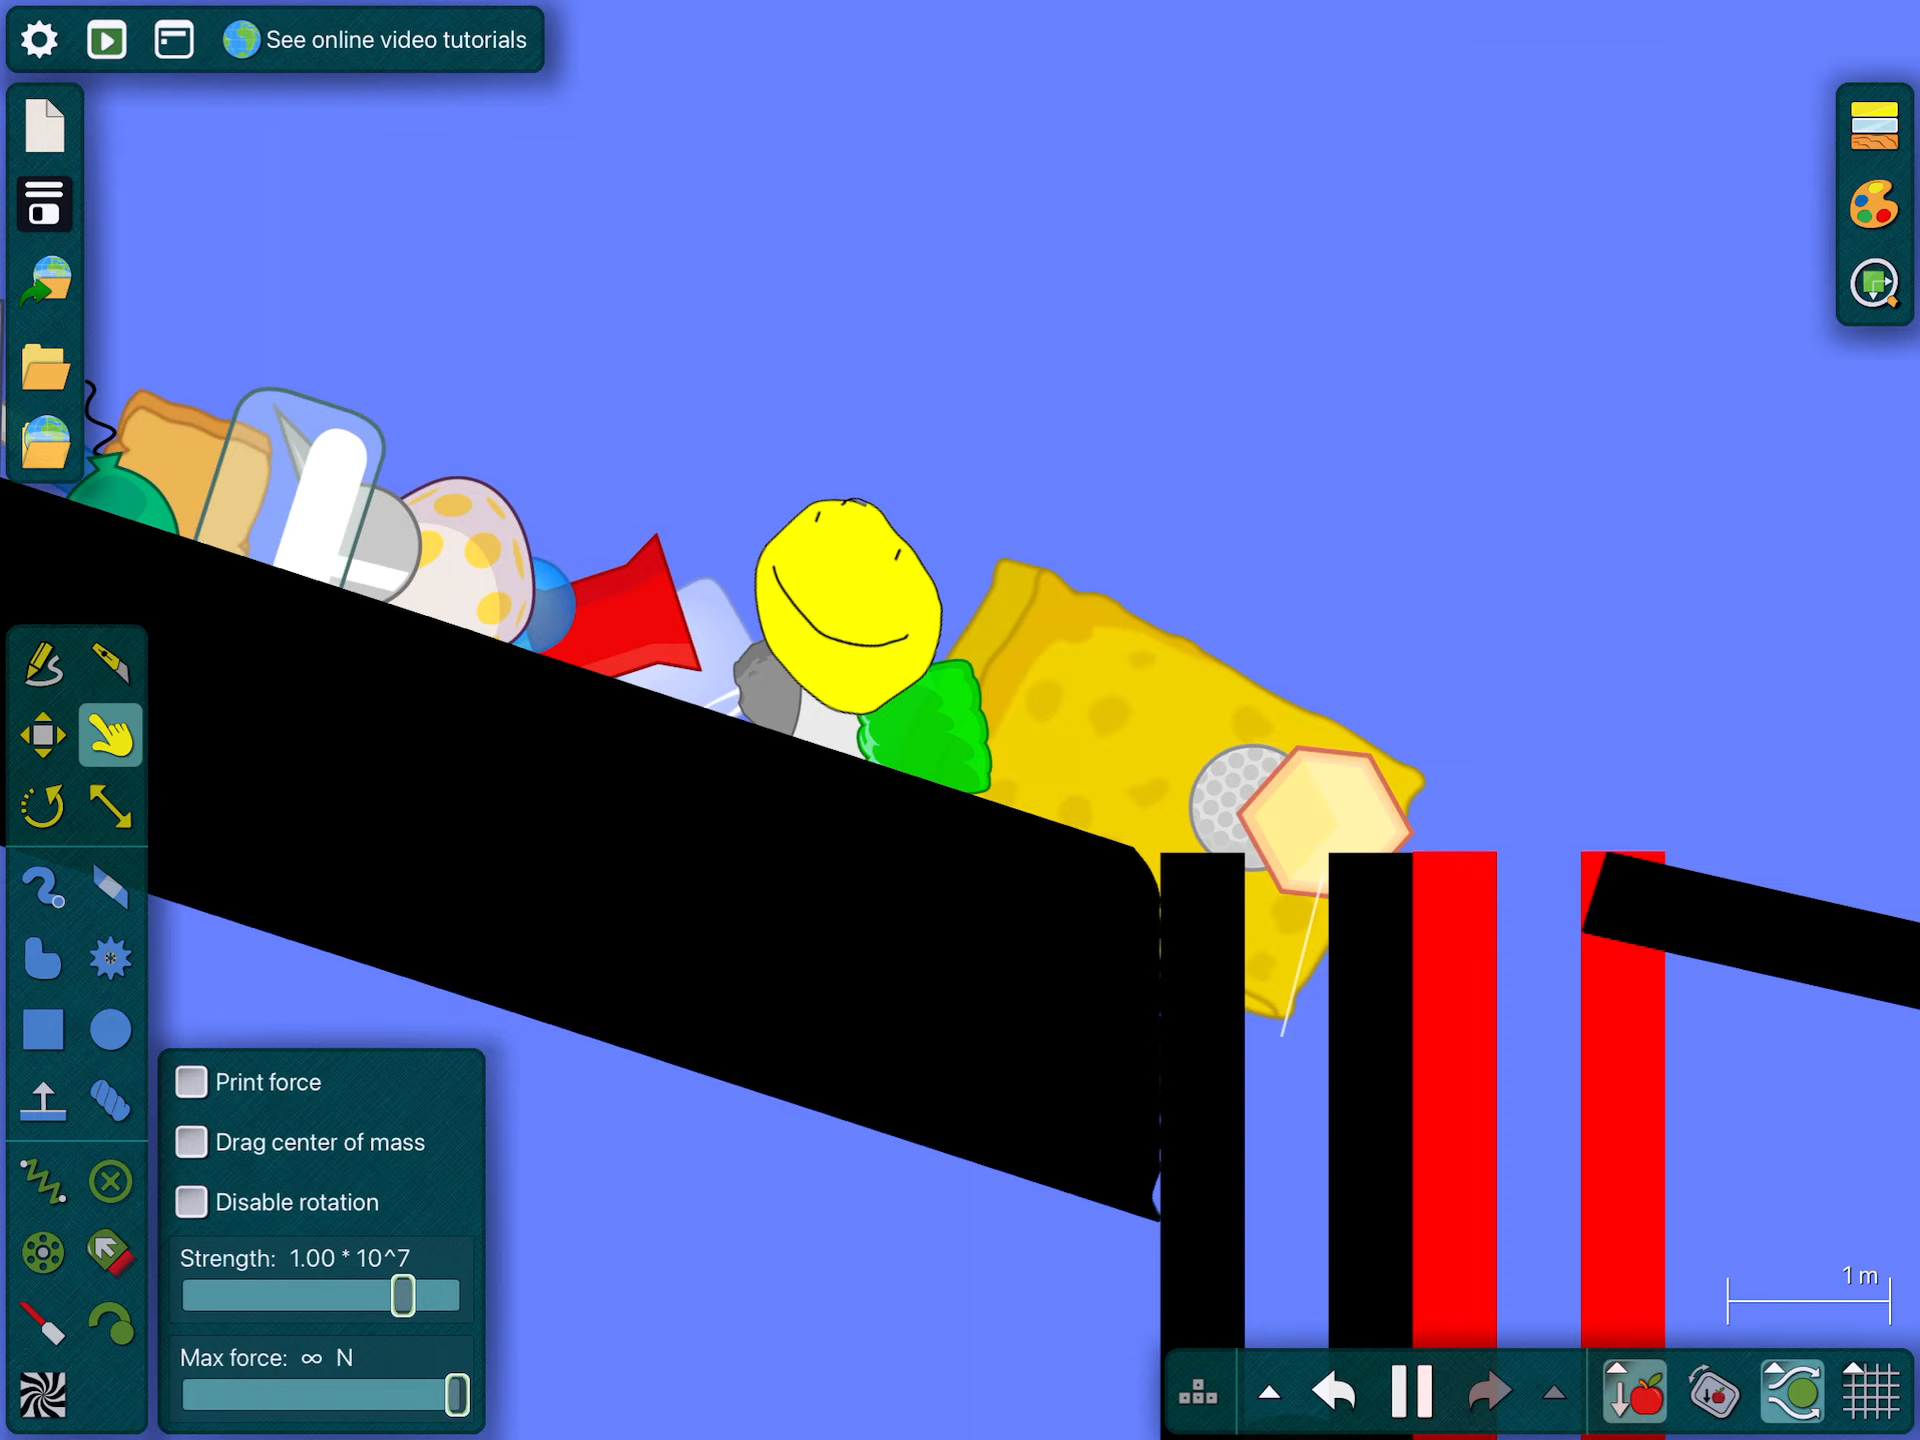 See online video tutorials
Print force
Drag center of mass
Disable rotation
Strength: 1.00 * 10^7
Max force: ∞ N
1 m